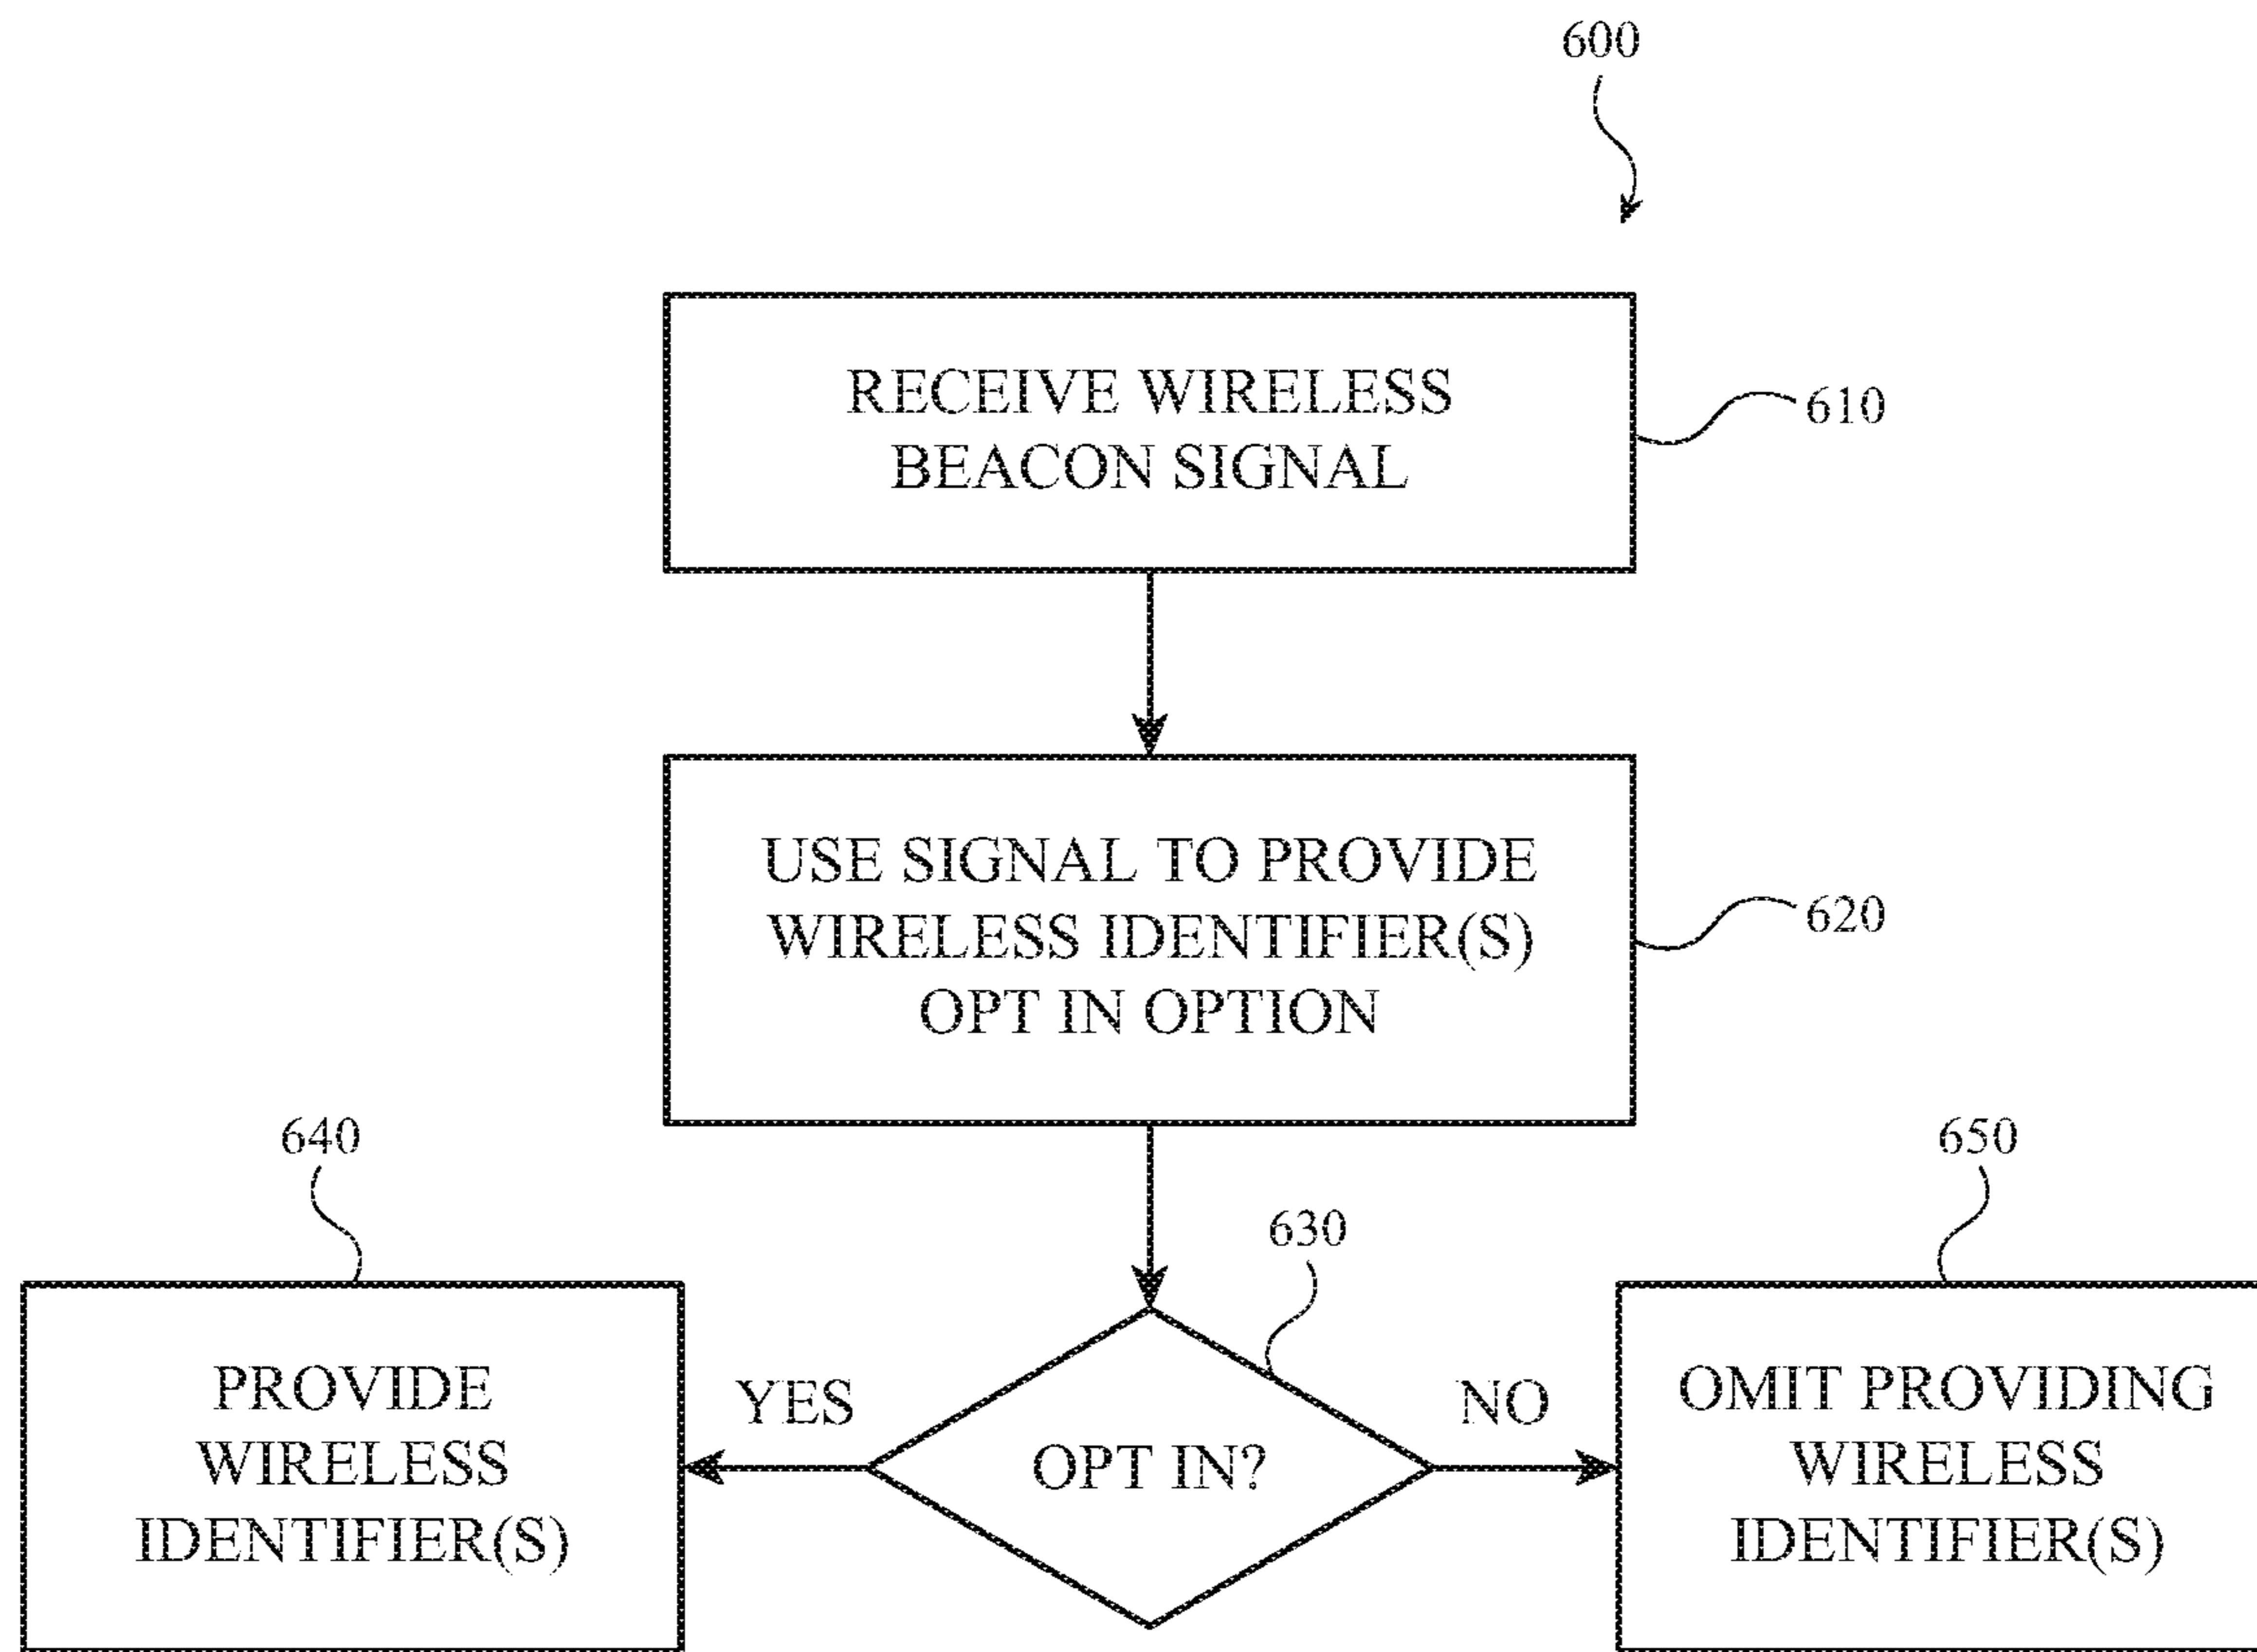 600
RECEIVE WIRELESS
BEACON SIGNAL
610
USE SIGNAL TO PROVIDE
WIRELESS IDENTIFIER(S)
OPT IN OPTION
620
640
650
630
PROVIDE
WIRELESS
IDENTIFIER(S)
YES
OPT IN?
NO
OMIT PROVIDING
WIRELESS
IDENTIFIER(S)